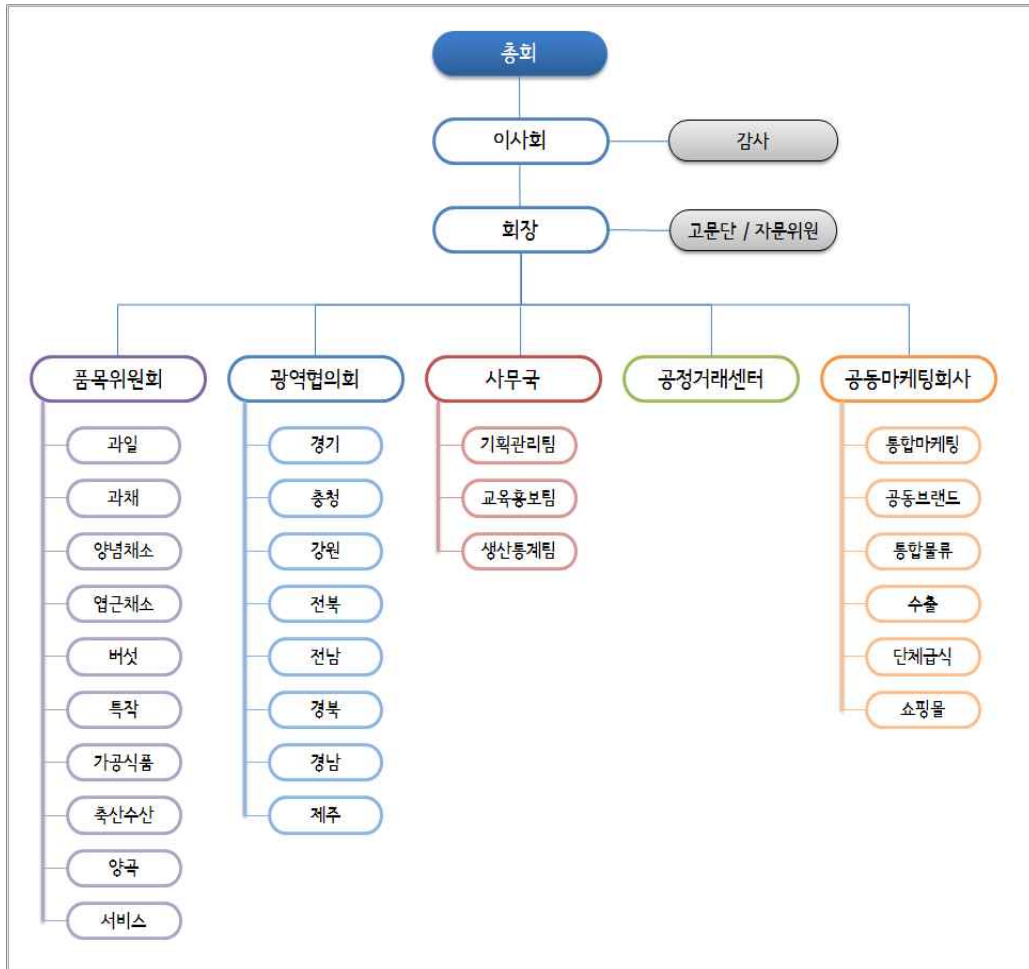 총회
이사회
감사
회장
고문단 / 자문위원
품목위원회
광역협의회
사무국
공정거래센터
공동마케팅회사
과일
과채
양념채소
엽근채소
버섯
특작
가공식품
축산수산
양곡
서비스
경기
충청
강원
전북
전남
경북
경남
제주
기획관리팀
교육홍보팀
생산통계팀
통합마케팅
공동브랜드
통합물류
수출
단체급식
쇼핑몰